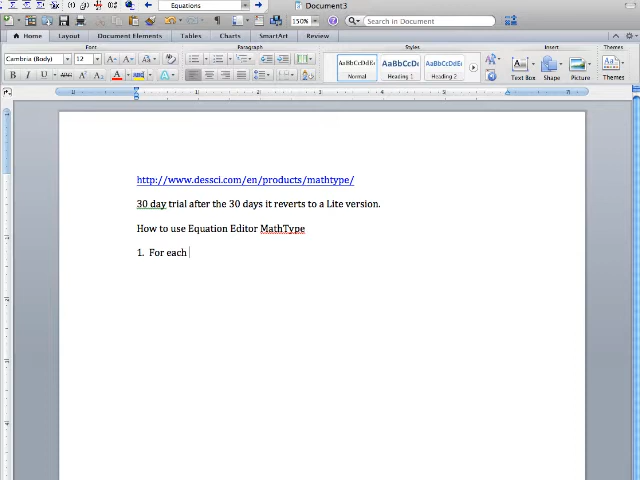 Equations
Document3
150%
Search in Document
Home Layout Document Elements Tables Charts SmartArt Review
Font Paragraph Styles Insert Themes
Cambria (Body) 12
AaBbCcDdEe AaBbCcDc AaBbCcDdEc
Normal Heading 1 Heading 2 Text Box Shape Picture Themes
http://www.dessci.com/en/products/mathtype/
30 day trial after the 30 days it reverts to a Lite version.
How to use Equation Editor MathType
1. For each